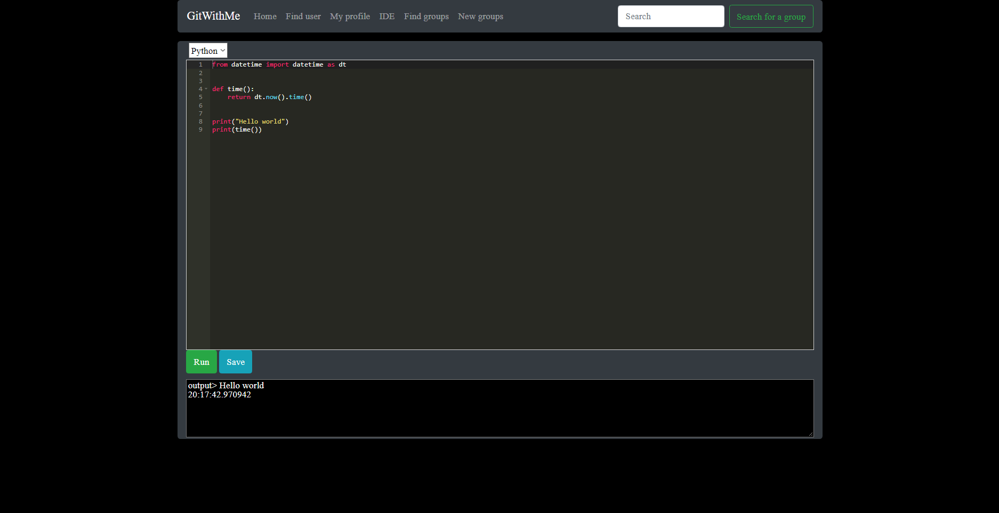 GitWithMe Home Find user My profile IDE Find groups New groups Search Search for a group
Python
1 from datetime import datetime as dt
2
3
4 def time():
5     return dt.now().time()
6
7
8 print("Hello world")
9 print(time())
Run Save
output> Hello world
20:17:42.970942